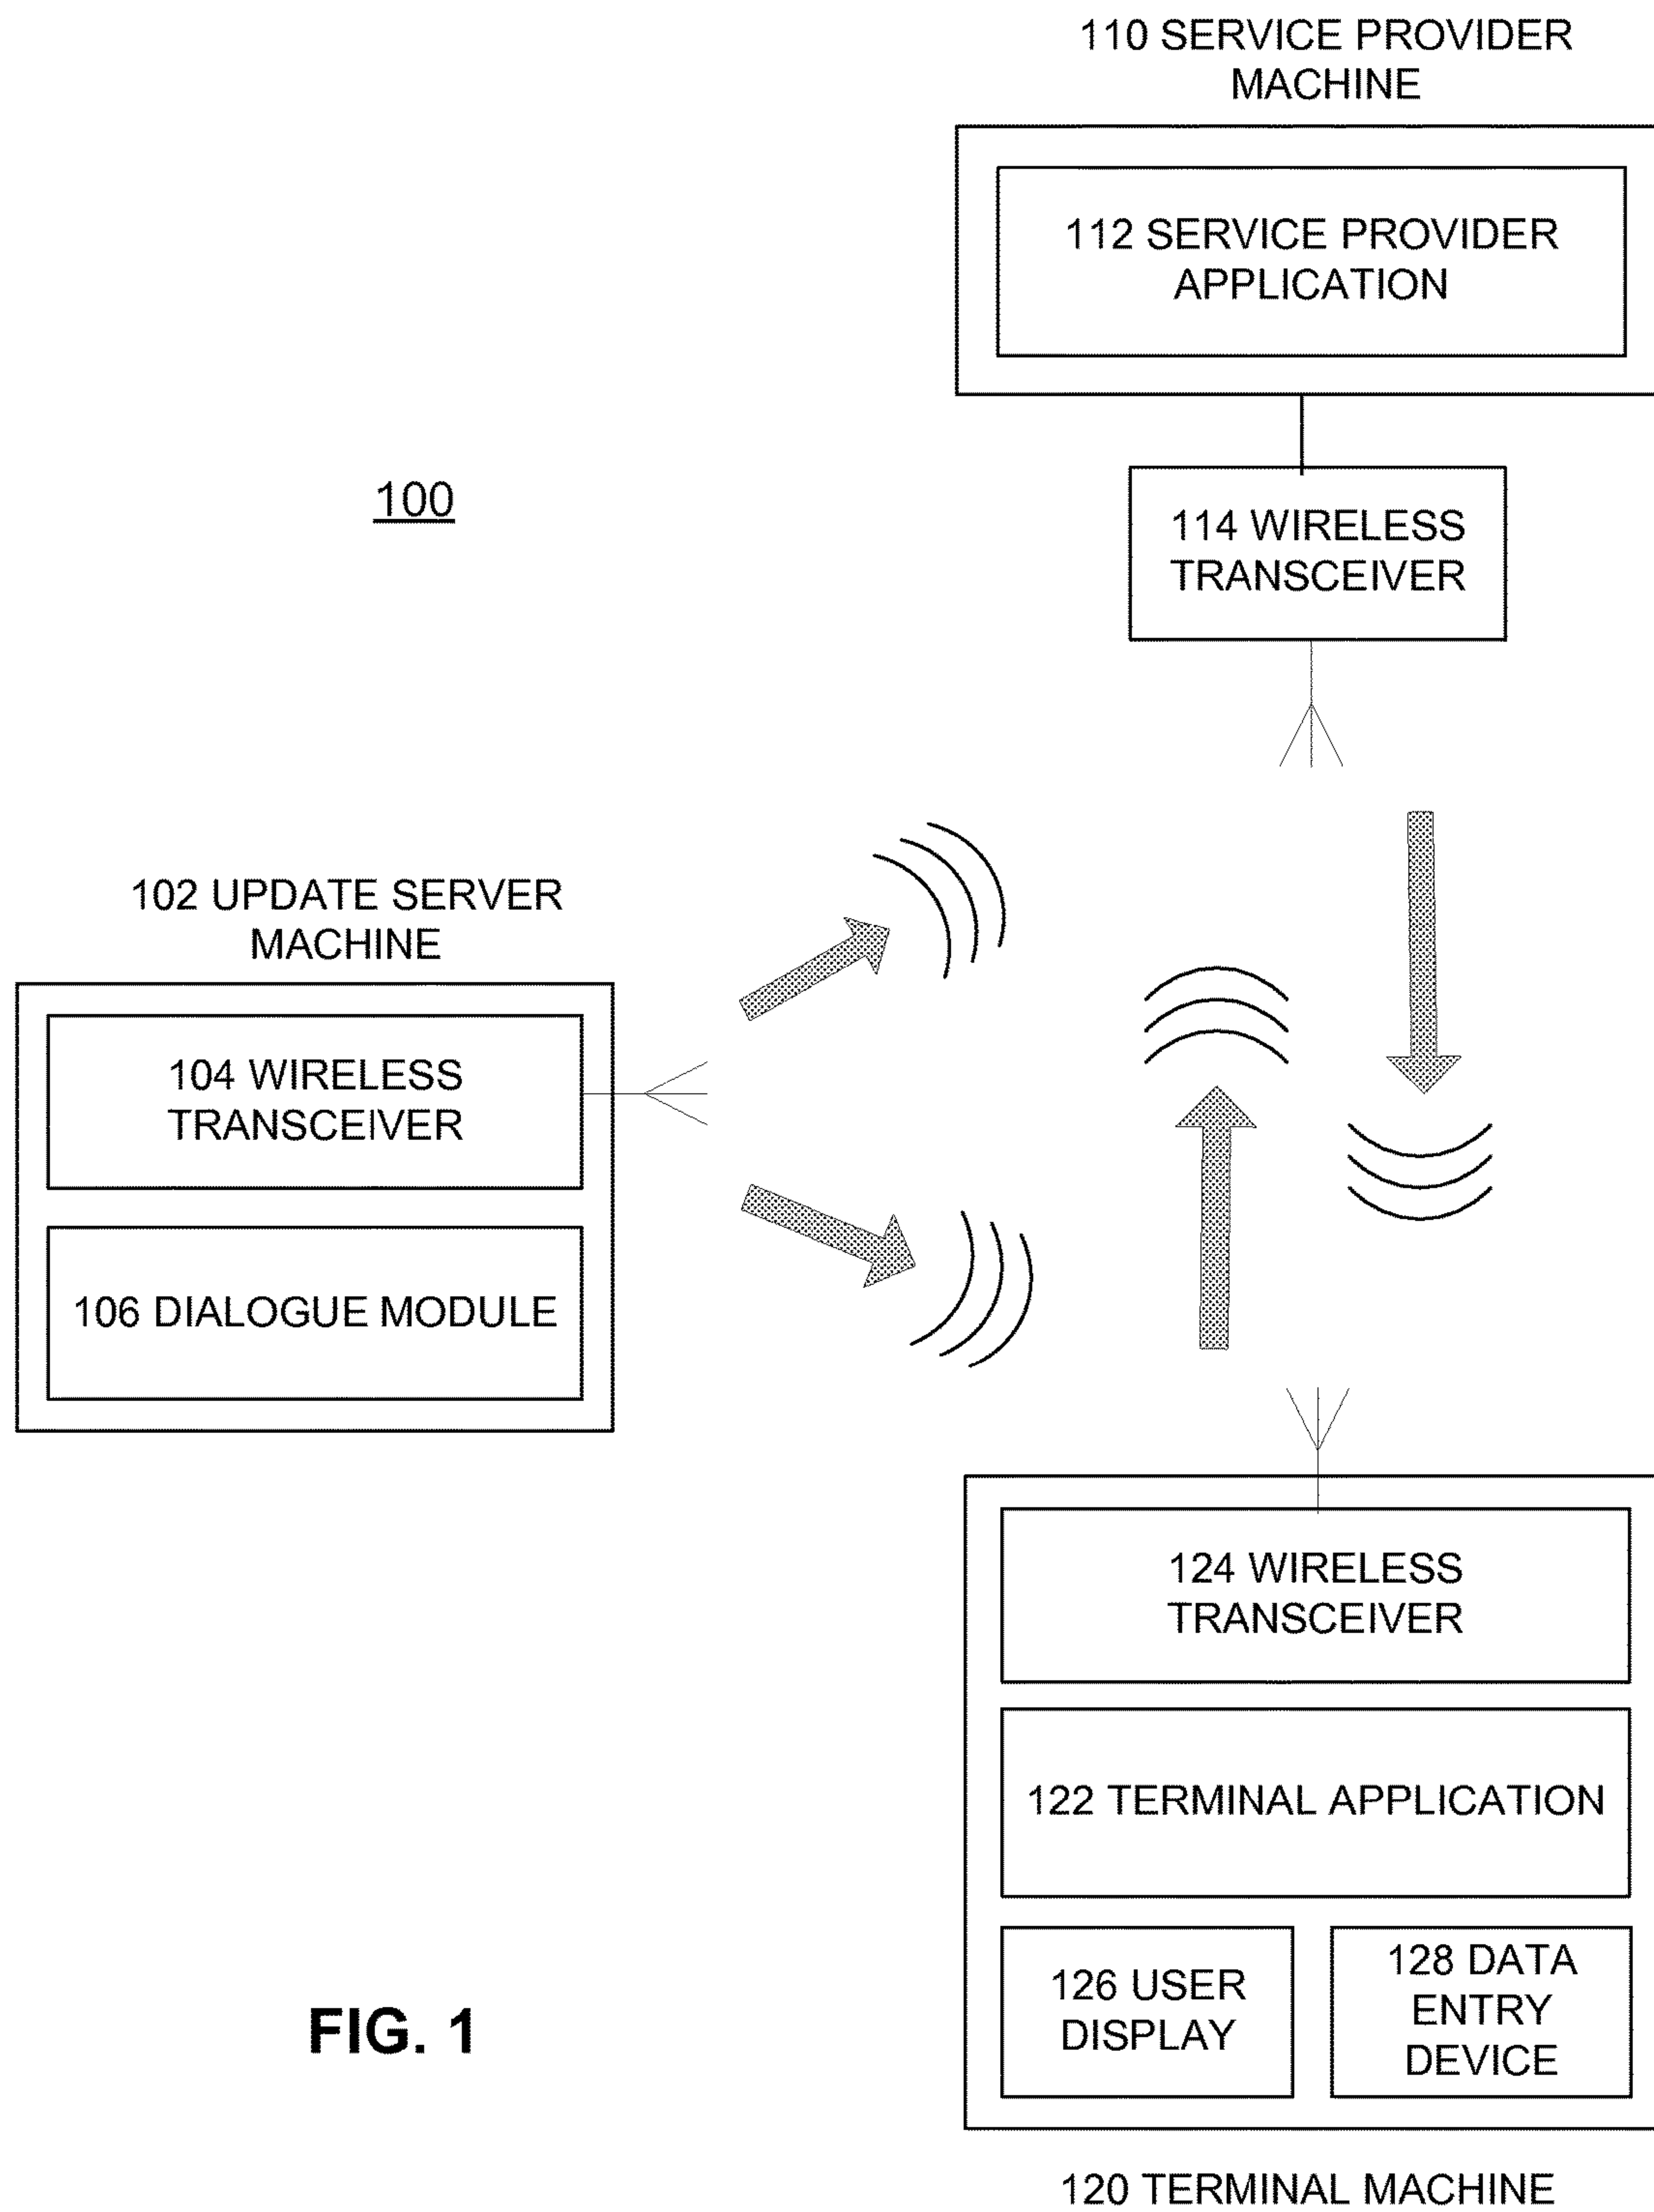 110 SERVICE PROVIDER
MACHINE
112 SERVICE PROVIDER
APPLICATION
100
114 WIRELESS
TRANSCEIVER
102 UPDATE SERVER
MACHINE
104 WIRELESS
TRANSCEIVER
106 DIALOGUE MODULE
124 WIRELESS
TRANSCEIVER
122 TERMINAL APPLICATION
126 USER
DISPLAY
128 DATA
ENTRY
DEVICE
FIG. 1
120 TERMINAL MACHINE